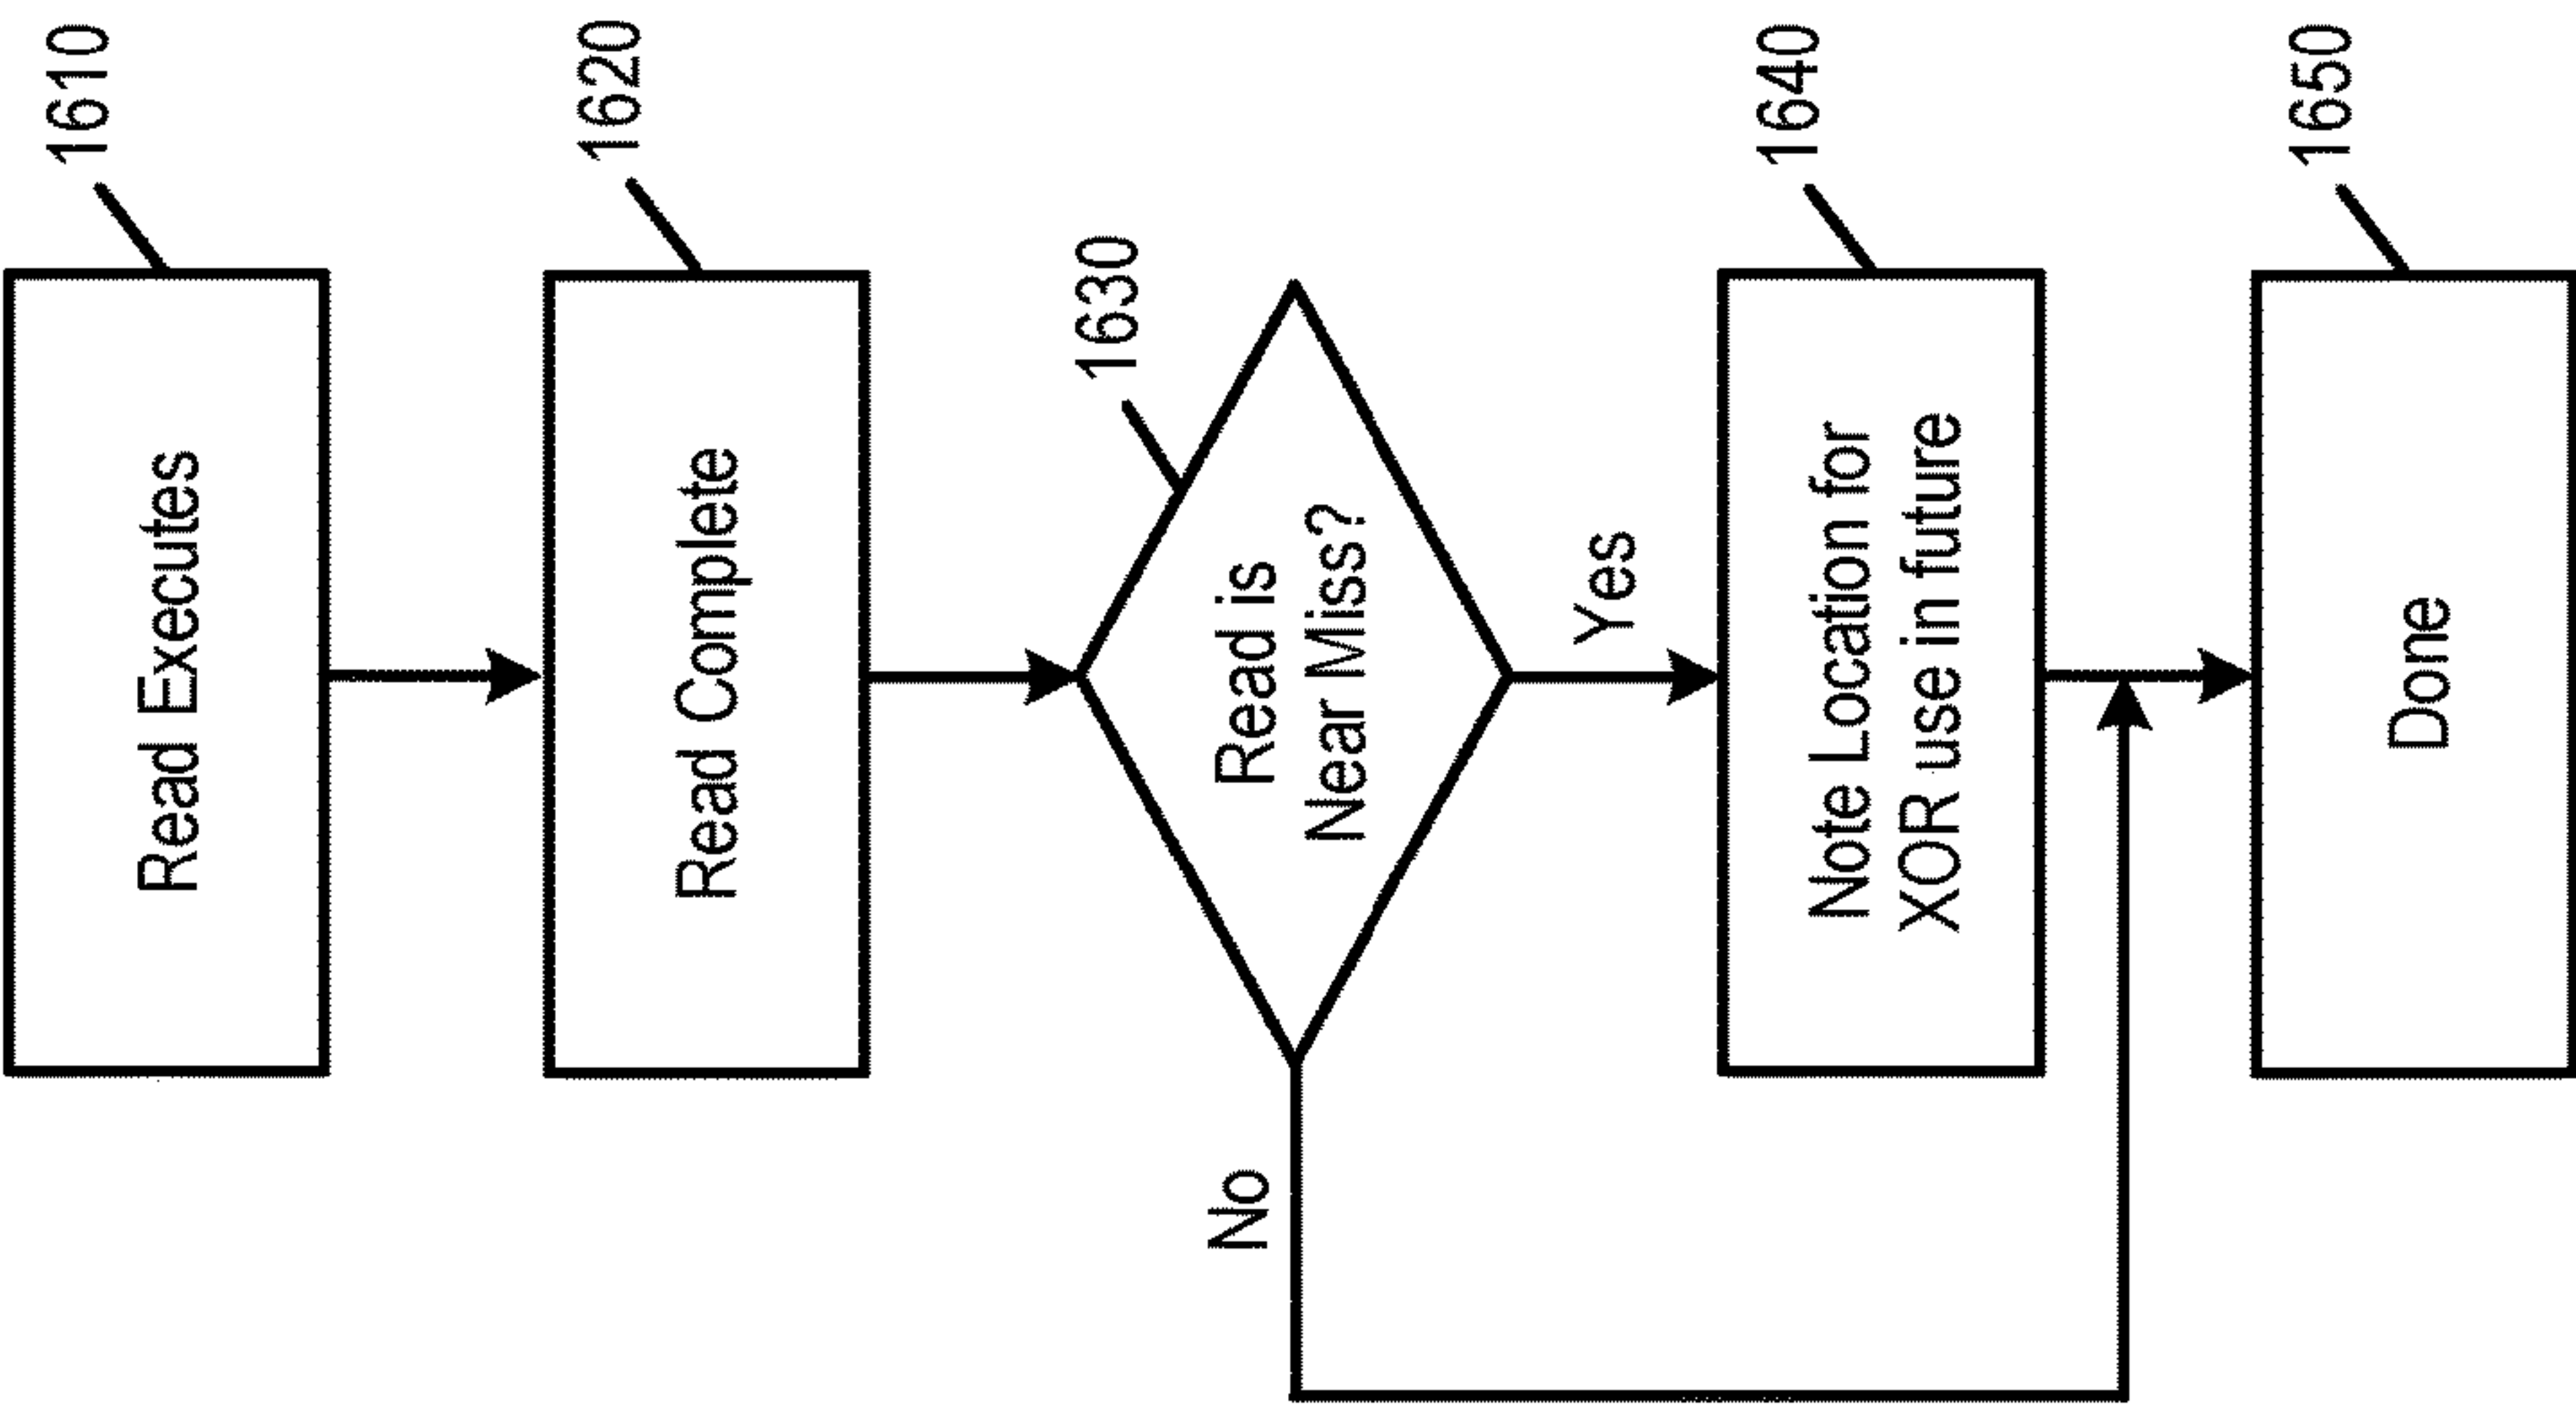 Read Executes
1610
Read Complete
1620
Read is
Near Miss?
1630
Yes
No
Note Location for
XOR use in future
1640
Done
1650